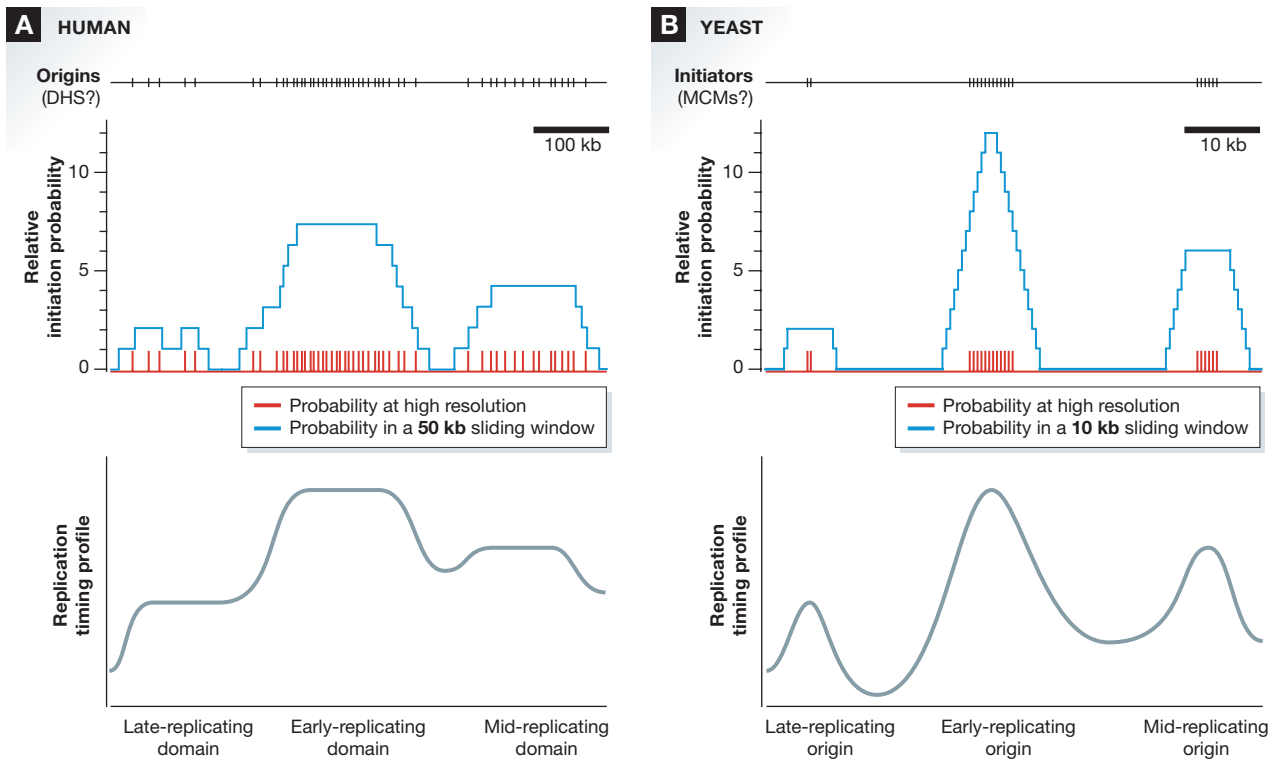 A HUMAN
Origins
(DHS?)
100 kb
Relative
initiation probability
10
5
0
Probability at high resolution
Probability in a 50 kb sliding window
Replication
timing profile
Late-replicating
domain
Early-replicating
domain
Mid-replicating
domain
B YEAST
Initiators
(MCMs?)
10 kb
Relative
initiation probability
10
5
0
Probability at high resolution
Probability in a 10 kb sliding window
Replication
timing profile
Late-replicating
origin
Early-replicating
origin
Mid-replicating
origin